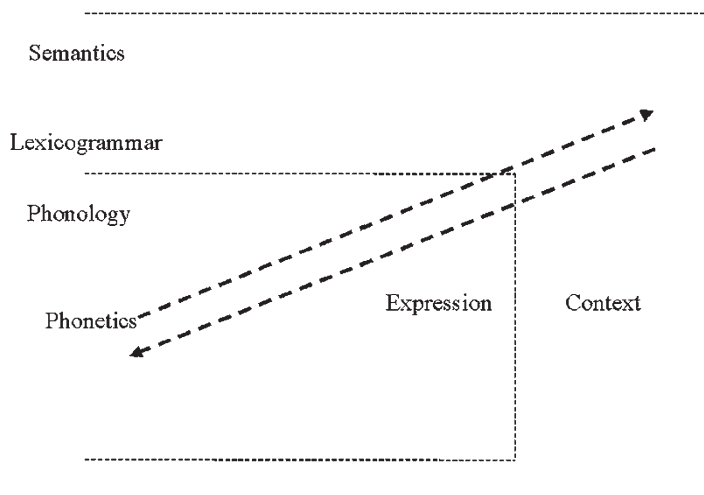 Semantics
Lexicogrammar
Phonology
Phonetics
Expression
Context